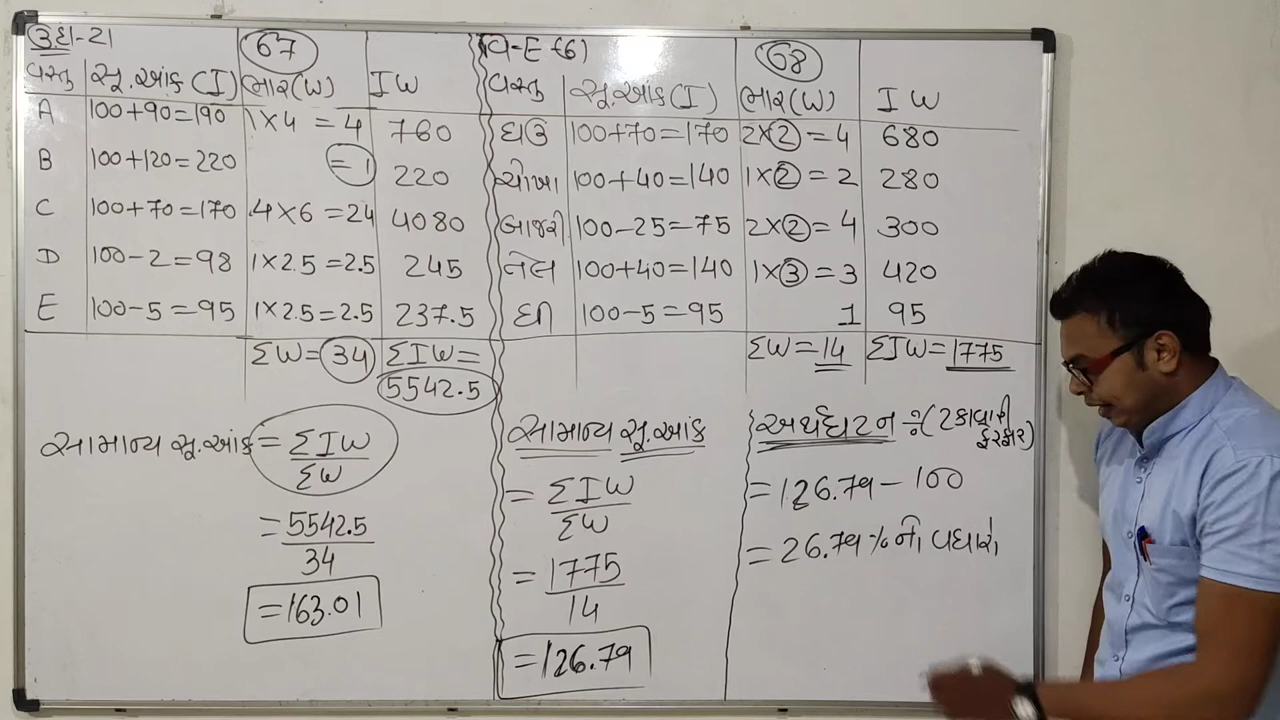 ઉદા-21 67
વસ્તુ સૂ.આંક (I) ભાર(W) IW
A 100+90=190 1×4 = 4 760
B 100+120=220 =1 220
C 100+70=170 4×6 = 24 4080
D 100-2=98 1×2.5=2.5 245
E 100-5=95 1×2.5=2.5 237.5
ΣW=34 ΣIW=
5542.5
સામાન્ય સૂ.આંક = ΣIW
ΣW
= 5542.5
34
=163.01
વિ-E (6) 68
વસ્તુ સૂ.આંક(I) ભાર(W) IW
ઘઉં 100+70=170 2×2=4 680
ચોખા 100+40=140 1×2=2 280
બાજરી 100-25=75 2×2=4 300
તેલ 100+40=140 1×3=3 420
ઘી 100-5=95 1 95
ΣW=14 ΣIW=1775
સામાન્ય સૂ.આંક
= ΣIW
ΣW
= 1775
14
=126.79
અર્થઘટન :- (ટકાવારી
ફેરફાર)
=126.79-100
=26.79%નો વધારો